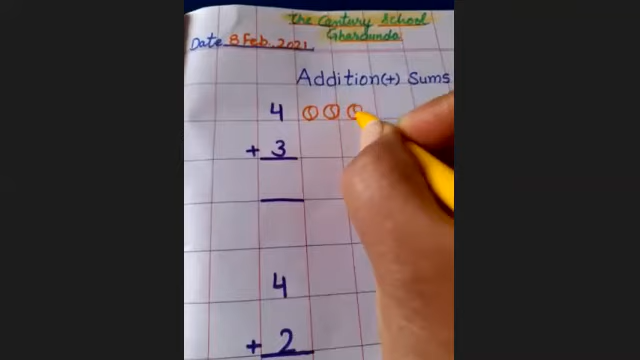 The Century School
Gharaunda
Date 8 Feb. 2021
Addition(+) Sums
4
+ 3
4
+ 2